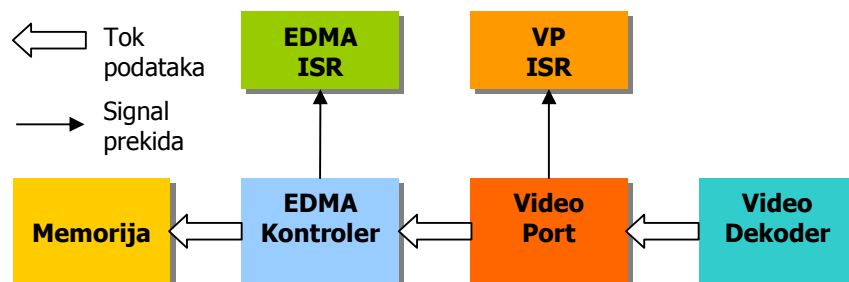 Tok
podataka
Signal
prekida
EDMA
ISR
VP
ISR
Memorija
EDMA
Kontroler
Video
Port
Video
Dekoder